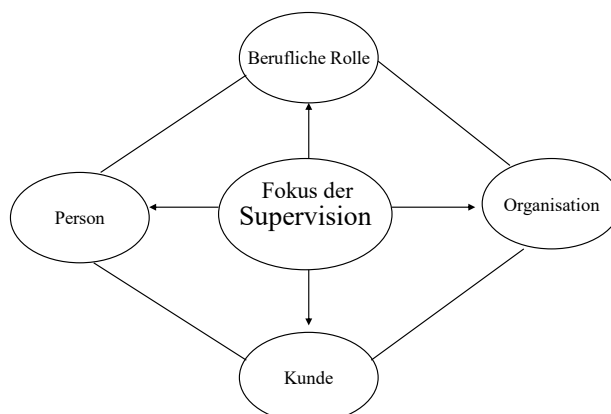 Berufliche Rolle
Fokus der
Supervision
Person
Organisation
Kunde